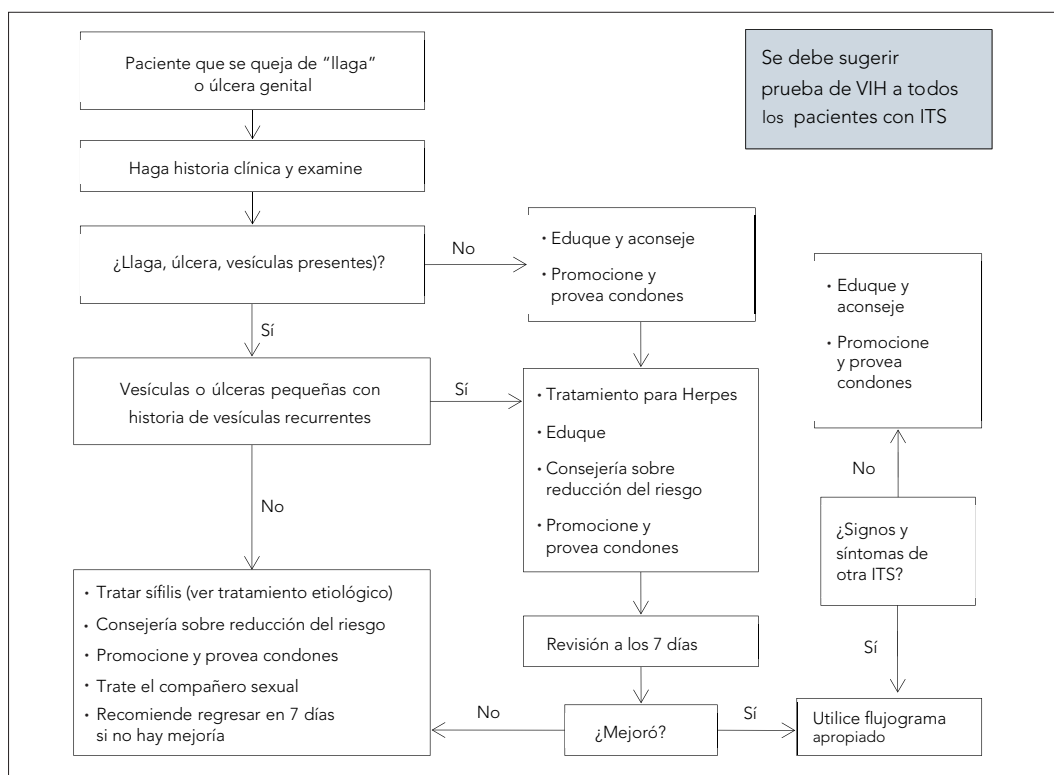 Paciente que se queja de “llaga”
o úlcera genital
Se debe sugerir
prueba de VIH a todos
los pacientes con ITS
Haga historia clínica y examine
¿Llaga, úlcera, vesículas presentes)?
No
• Eduque y aconseje
• Promocione y
provea condones
• Eduque y
aconseje
• Promocione
y provea
condones
Sí
Vesículas o úlceras pequeñas con
historia de vesículas recurrentes
Sí
• Tratamiento para Herpes
• Eduque
• Consejería sobre
reducción del riesgo
• Promocione y
provea condones
No
No
¿Signos y
síntomas de
otra ITS?
• Tratar sífilis (ver tratamiento etiológico)
• Consejería sobre reducción del riesgo
• Promocione y provea condones
• Trate el compañero sexual
• Recomiende regresar en 7 días
si no hay mejoría
Revisión a los 7 días
Sí
No
¿Mejoró?
Sí
Utilice flujograma
apropiado